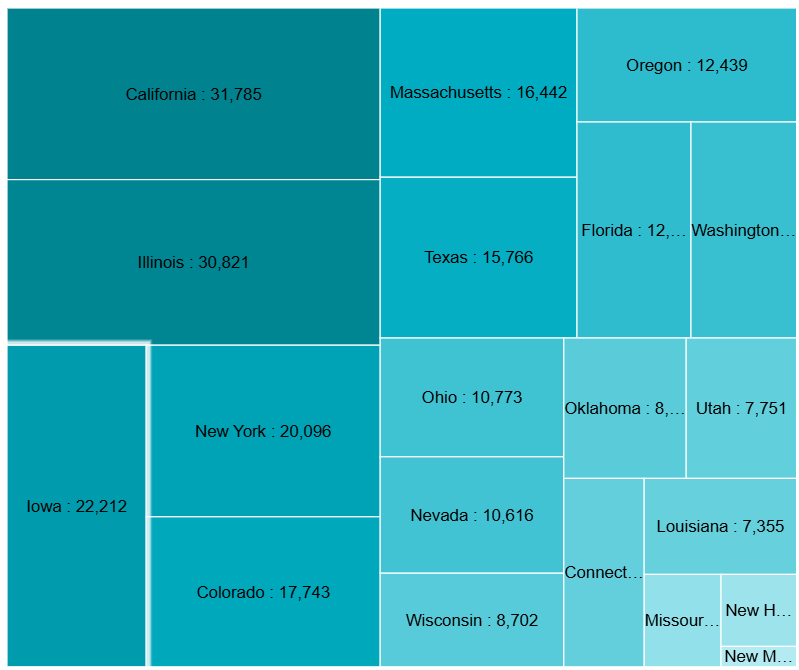 California : 31,785
Illinois : 30,821
Iowa : 22,212
New York : 20,096
Colorado : 17,743
Massachusetts : 16,442
Texas : 15,766
Oregon : 12,439
Florida : 12,...
Washington...
Ohio : 10,773
Nevada : 10,616
Wisconsin : 8,702
Oklahoma : 8,...
Utah : 7,751
Connect...
Louisiana : 7,355
Missour...
New H...
New M...